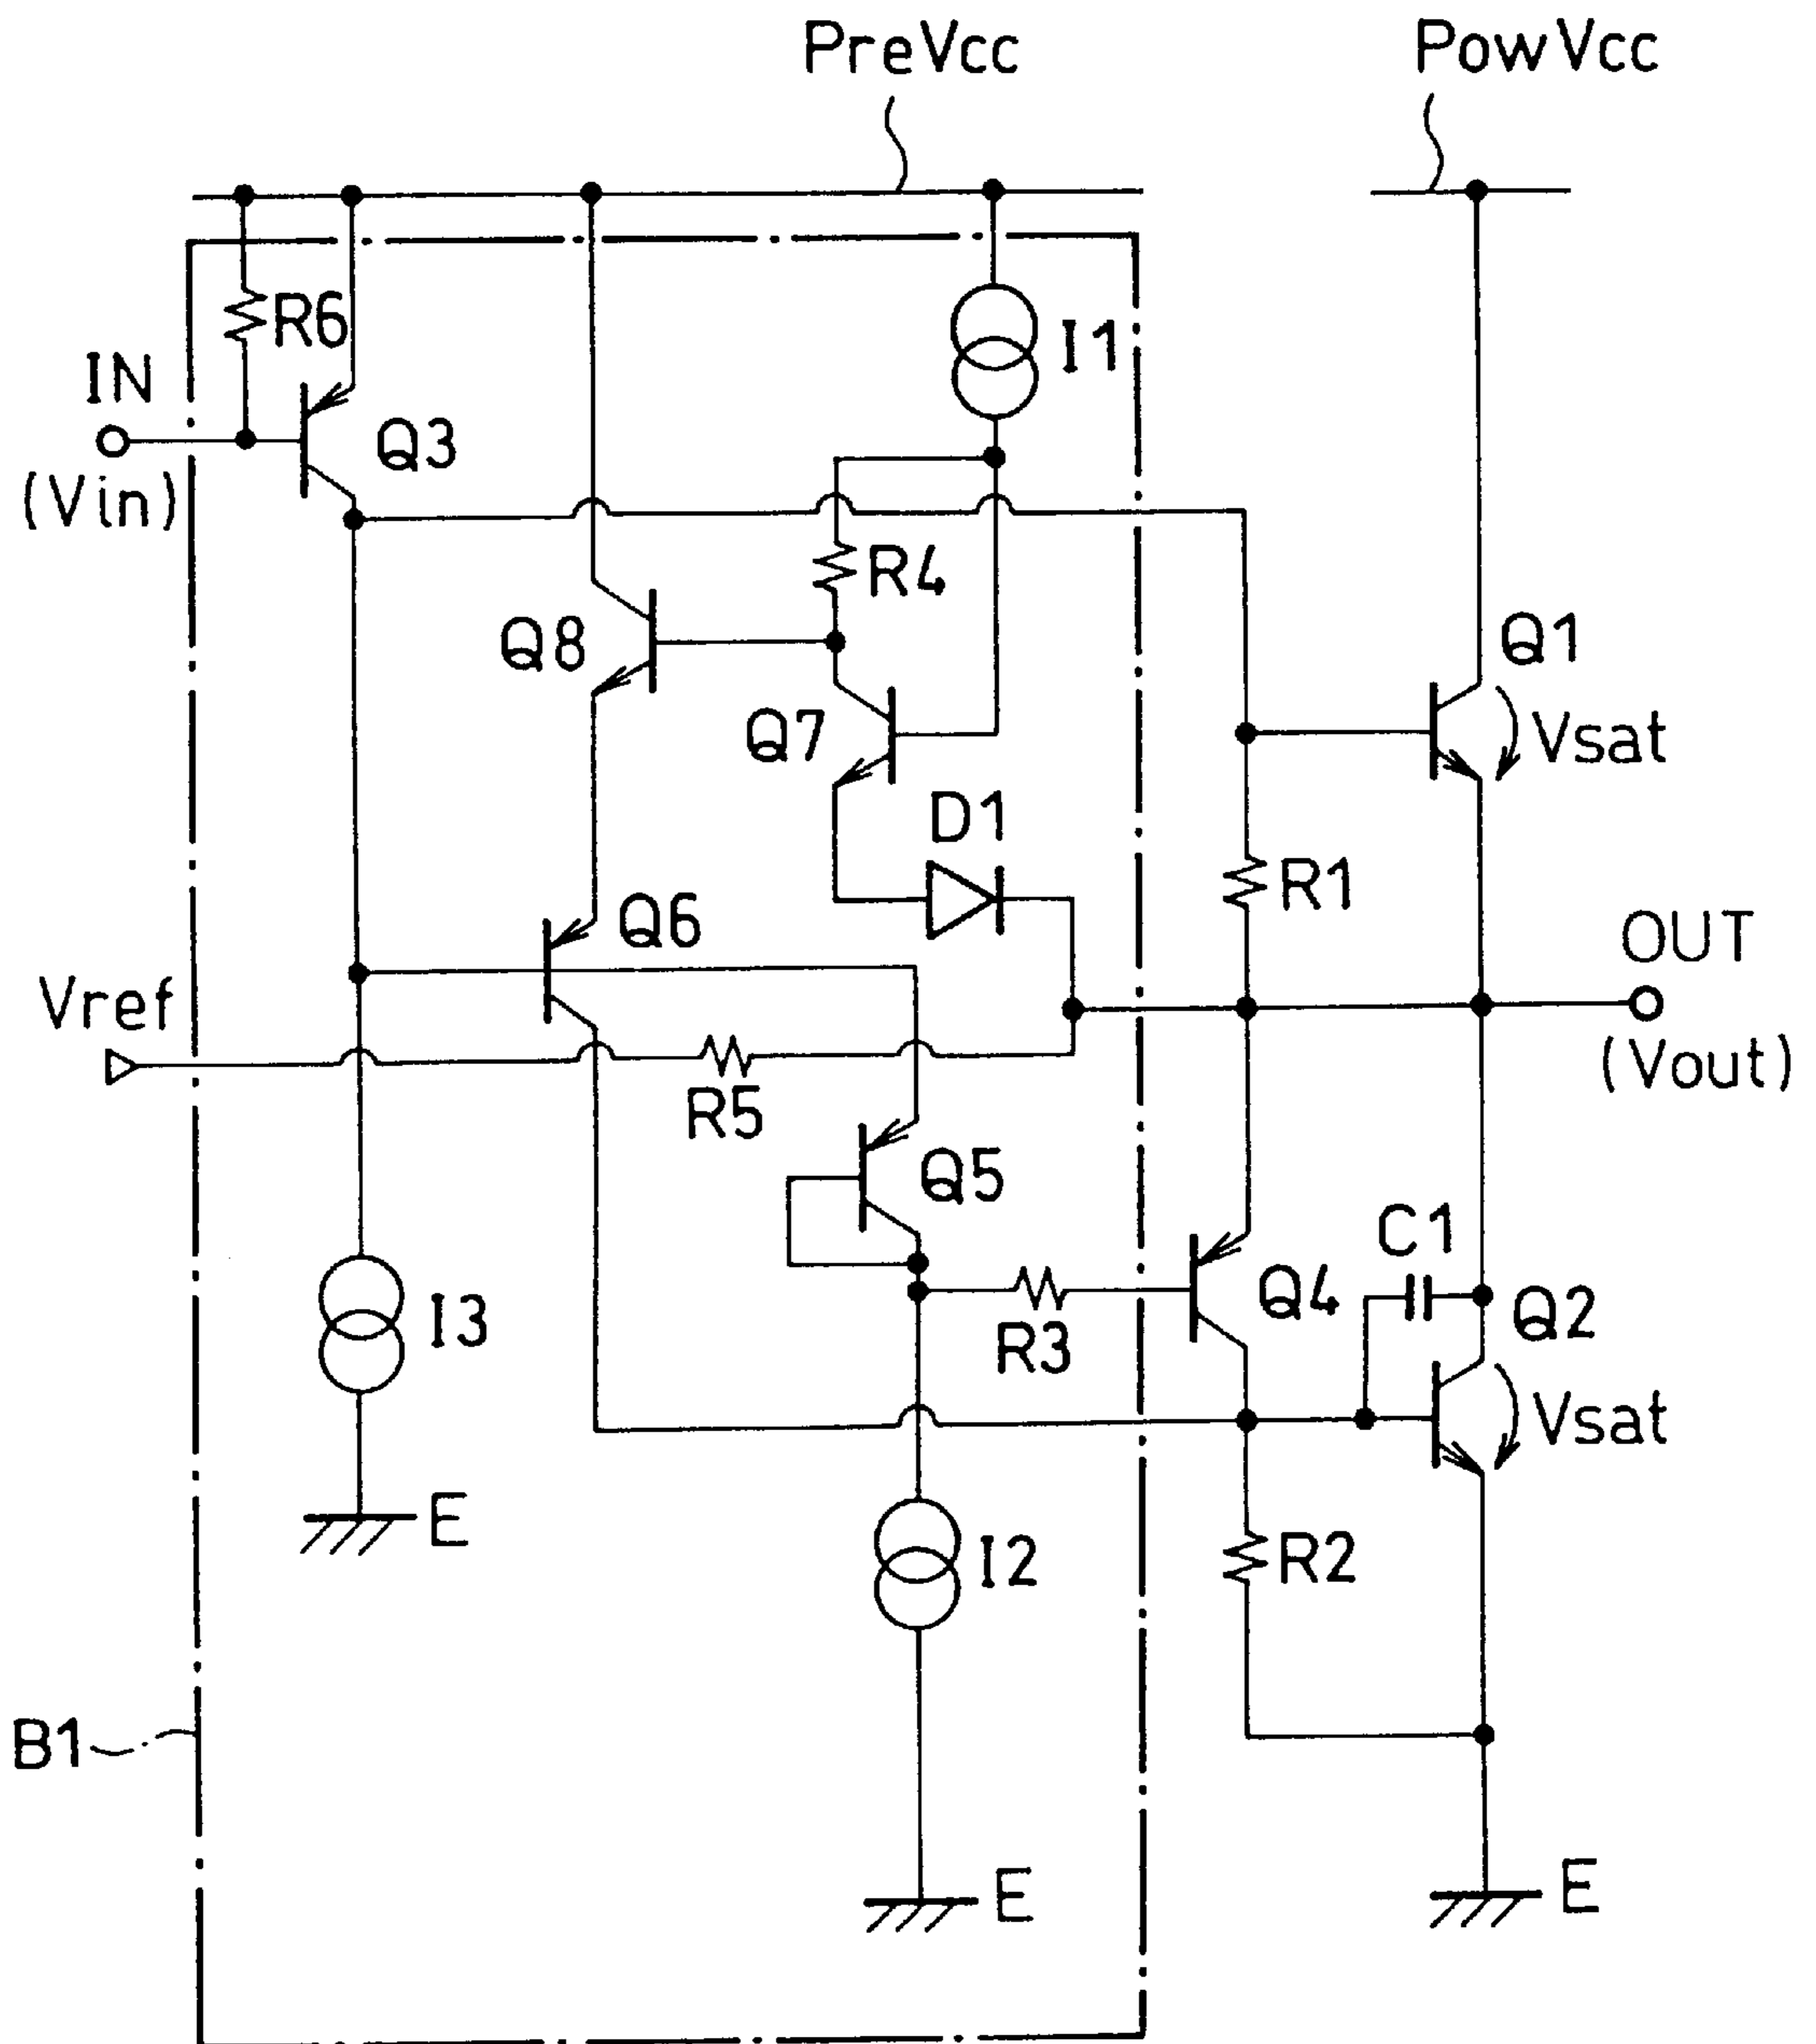 PreVcc
PowVcc
R6
I1
IN
(Vin)
Q3
R4
Q8
Q1
Q7
Vsat
D1
R1
Q6
OUT
(Vout)
Vref
R5
Q5
C1
Q4
Q2
I3
R3
Vsat
E
I2
R2
B1
E
E